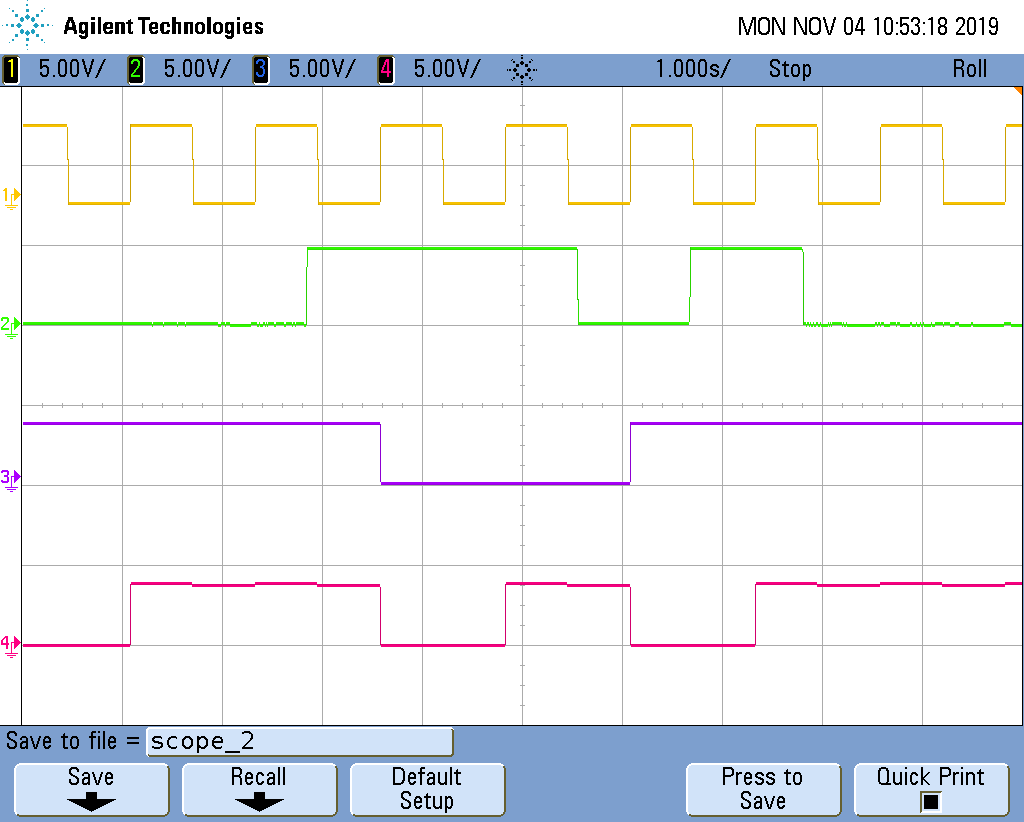 Agilent Technologies MON NOV 04 10:53:18 2019
1 5.00V/ 2 5.00V/ 3 5.00V/ 4 5.00V/ 1.000s/ Stop Roll
1
2
3
4
Save to file = scope_2
Save Recall Default Setup Press to Save Quick Print